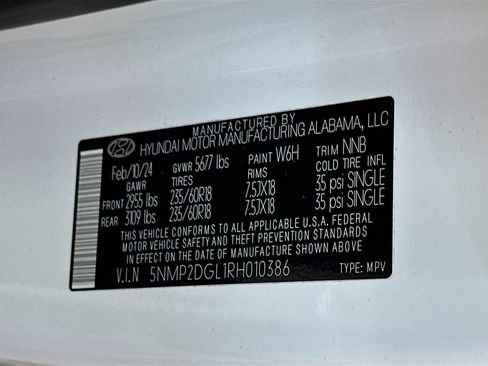 MANUFACTURED BY
HYUNDAI MOTOR MANUFACTURING ALABAMA, LLC
Feb/10/24 GVWR 5677 lbs PAINT W6H TRIM NNB
GAWR TIRES RIMS COLD TIRE INFL
FRONT 2955 lbs 235/60R18 7.5JX18 35 psi SINGLE
REAR 3109 lbs 235/60R18 7.5JX18 35 psi SINGLE
THIS VEHICLE CONFORMS TO ALL APPLICABLE U.S.A. FEDERAL
MOTOR VEHICLE SAFETY AND THEFT PREVENTION STANDARDS
IN EFFECT ON THE DATE OF MANUFACTURE SHOWN ABOVE.
V.I.N 5NMP2DGL1RH010386 TYPE: MPV